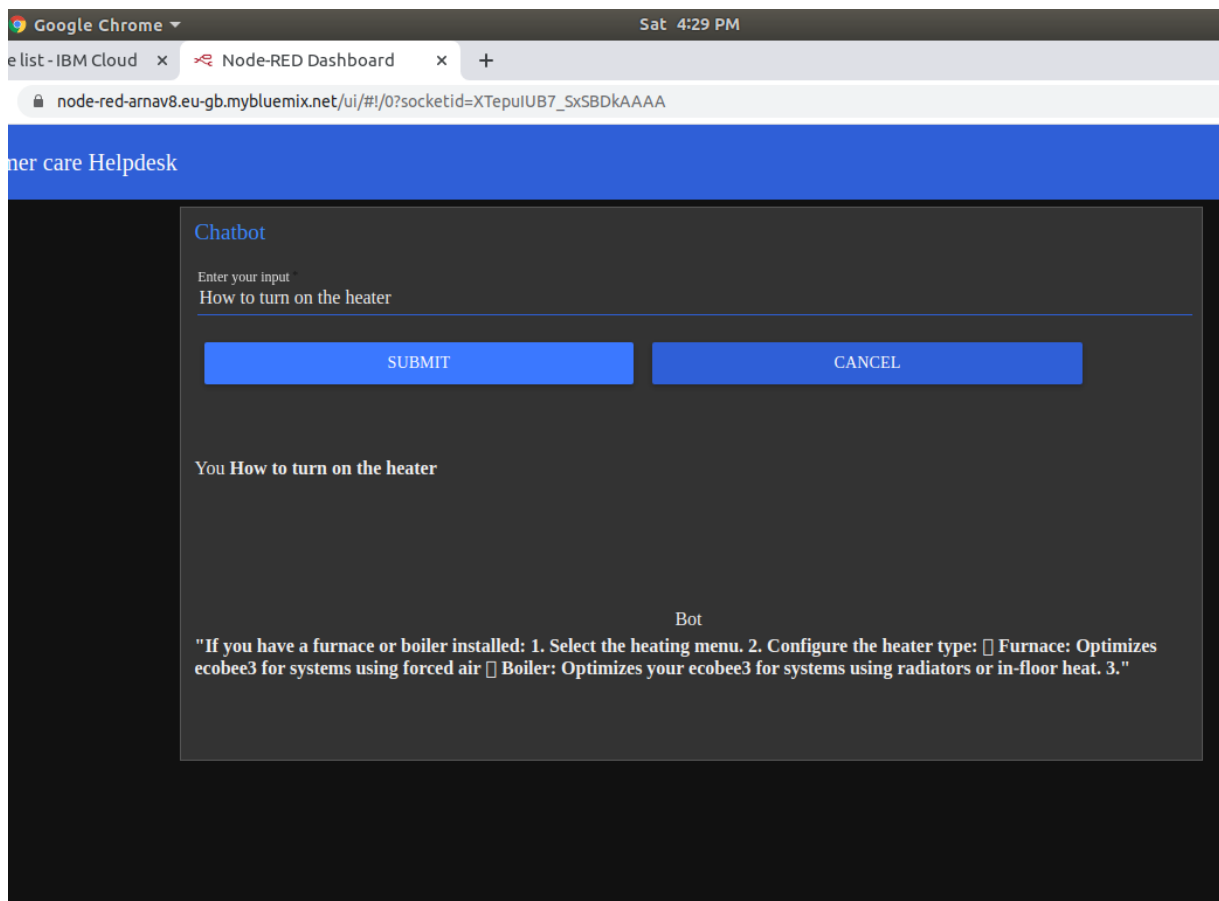 Google Chrome Sat 4:29 PM
e list - IBM Cloud × Node-RED Dashboard × +
node-red-arnav8.eu-gb.mybluemix.net/ui/#!/0?socketid=XTepuIUB7_SxSBDkAAAA
mer care Helpdesk
Chatbot
Enter your input *
How to turn on the heater
SUBMIT CANCEL
You How to turn on the heater
Bot
"If you have a furnace or boiler installed: 1. Select the heating menu. 2. Configure the heater type: ▯ Furnace: Optimizes
ecobee3 for systems using forced air ▯ Boiler: Optimizes your ecobee3 for systems using radiators or in-floor heat. 3."